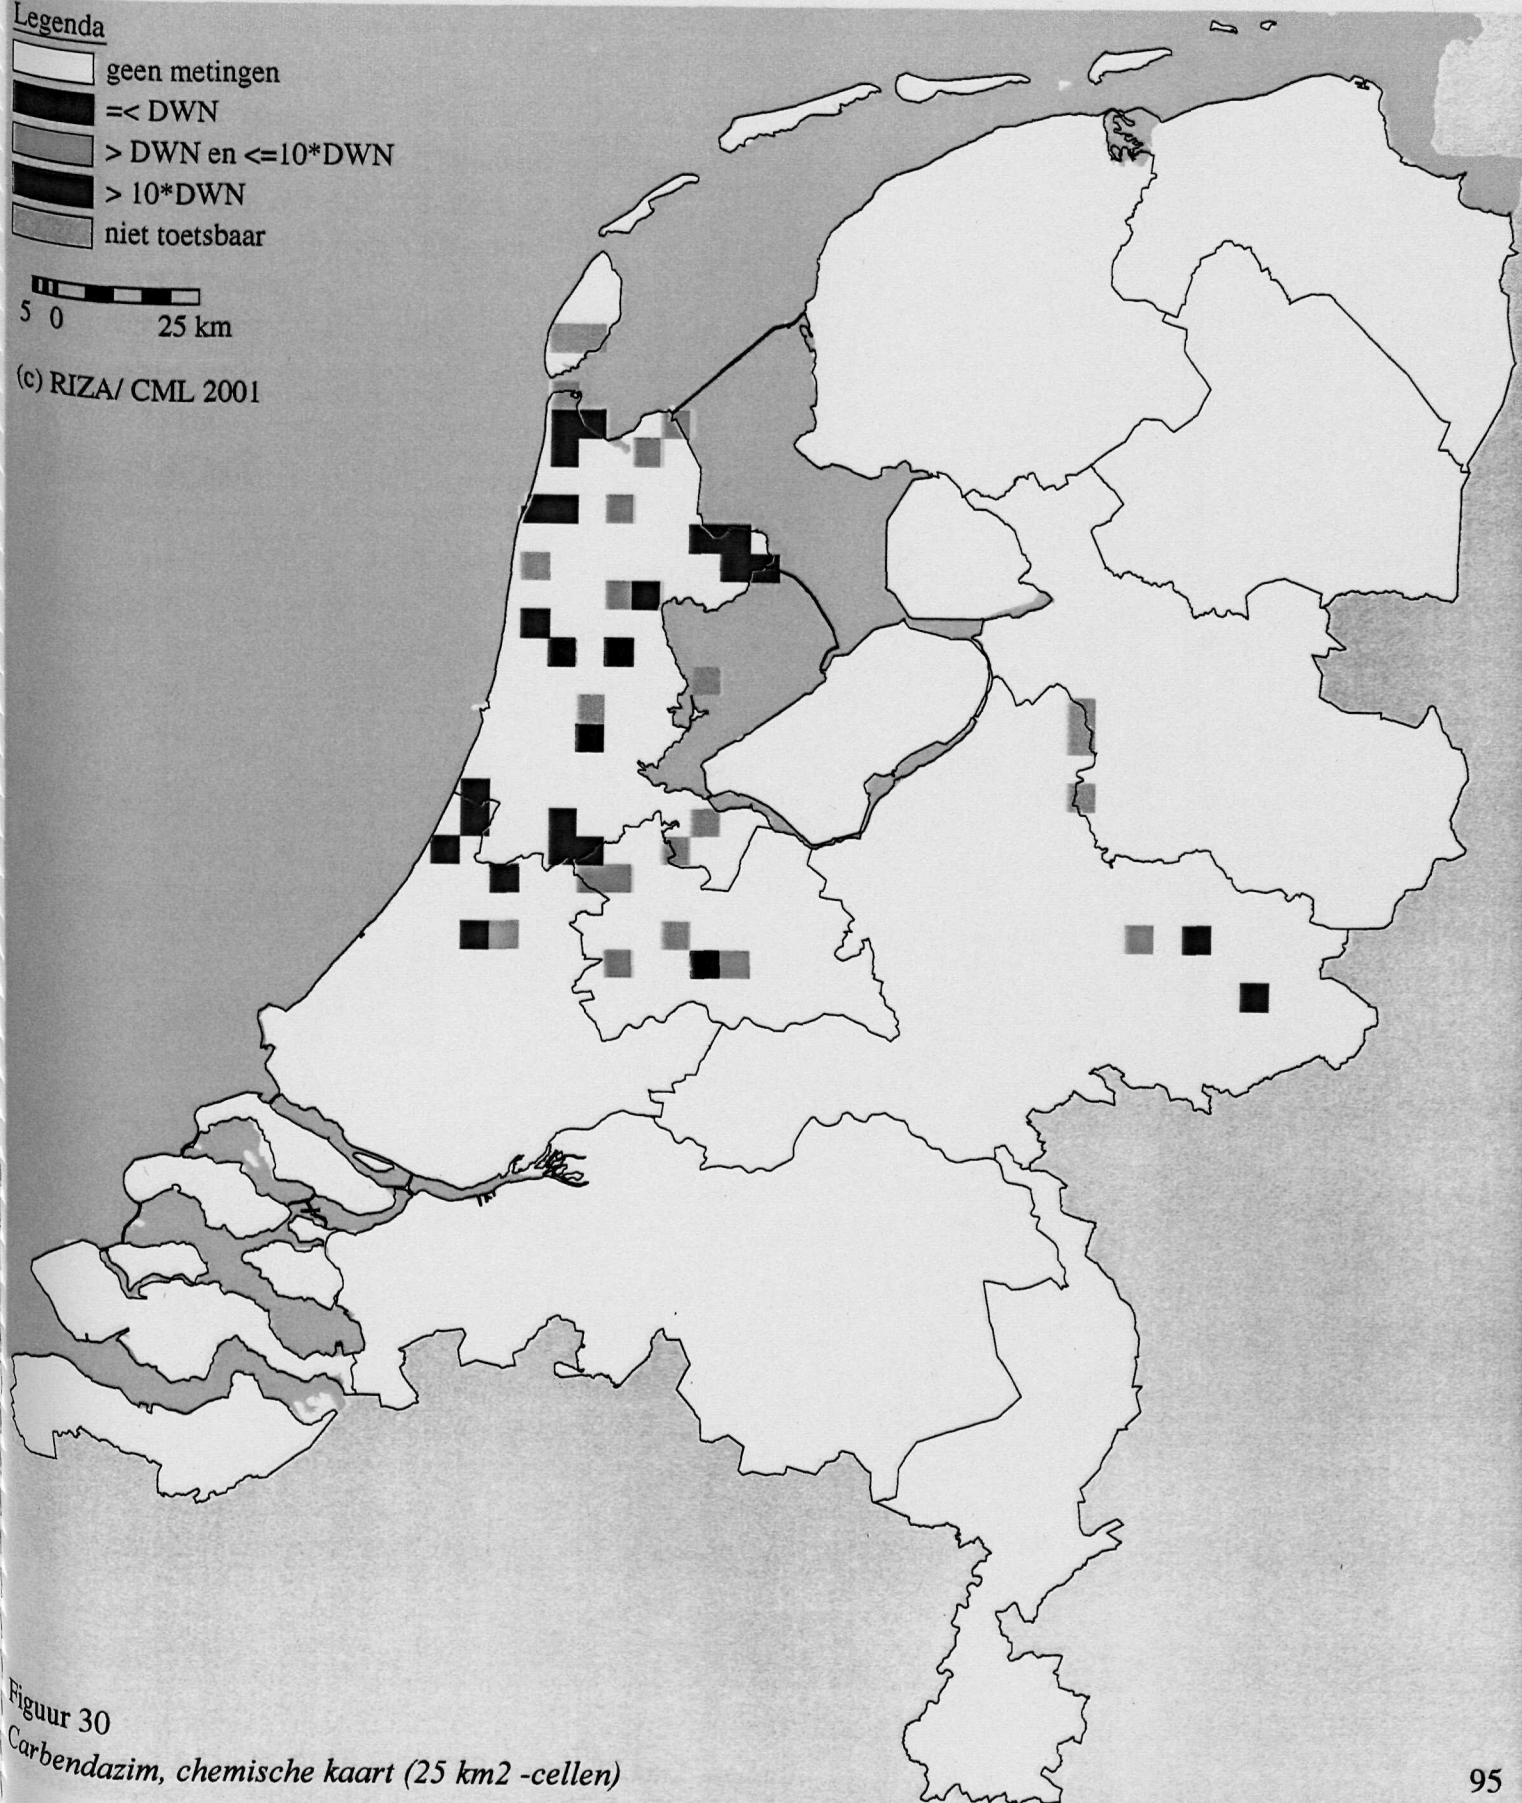 Legenda
geen metingen
=< DWN
> DWN en <=10*DWN
> 10*DWN
niet toetsbaar
5 0 25 km
(c) RIZA/ CML 2001
Figuur 30
Carbendazim, chemische kaart (25 km2 -cellen)
95